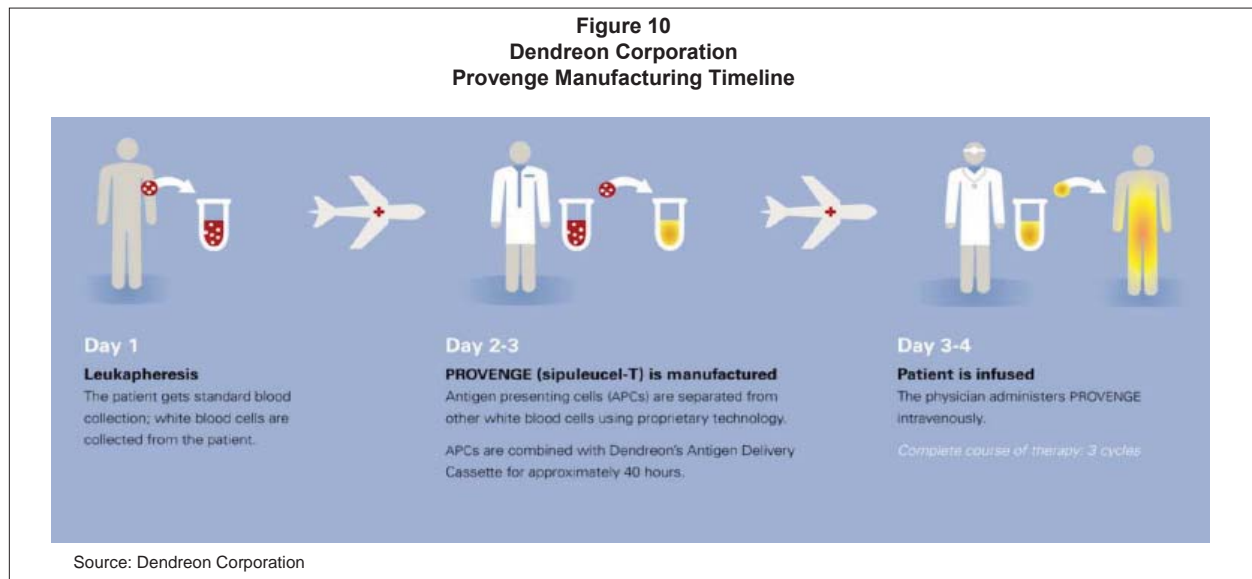 Figure 10
Dendreon Corporation
Provenge Manufacturing Timeline
Day 1
Leukapheresis
The patient gets standard blood
collection; white blood cells are
collected from the patient.
Day 2-3
PROVENGE (sipuleucel-T) is manufactured
Antigen presenting cells (APCs) are separated from
other white blood cells using proprietary technology.
APCs are combined with Dendreon's Antigen Delivery
Cassette for approximately 40 hours.
Day 3-4
Patient is infused
The physician administers PROVENGE
intravenously.
Complete course of therapy: 3 cycles
Source: Dendreon Corporation